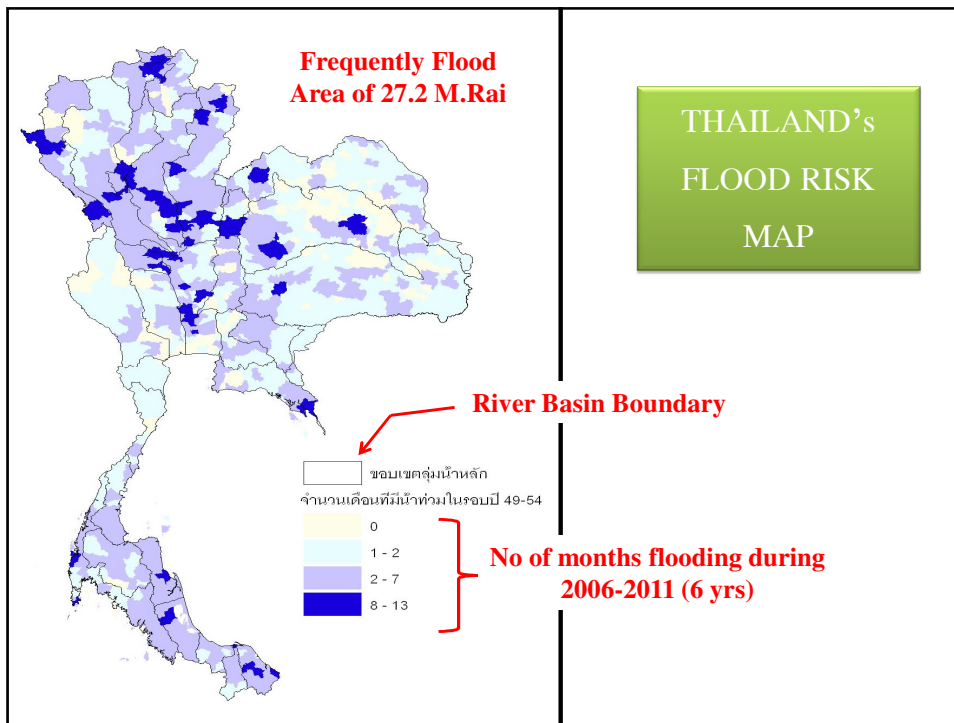 Frequently Flood
Area of 27.2 M.Rai
THAILAND's
FLOOD RISK
MAP
River Basin Boundary
ขอบเขตลุ่มน้ำหลัก
จำนวนเดือนที่มีน้ำท่วมในรอบปี 49-54
0
1 - 2
2 - 7
8 - 13
No of months flooding during
2006-2011 (6 yrs)